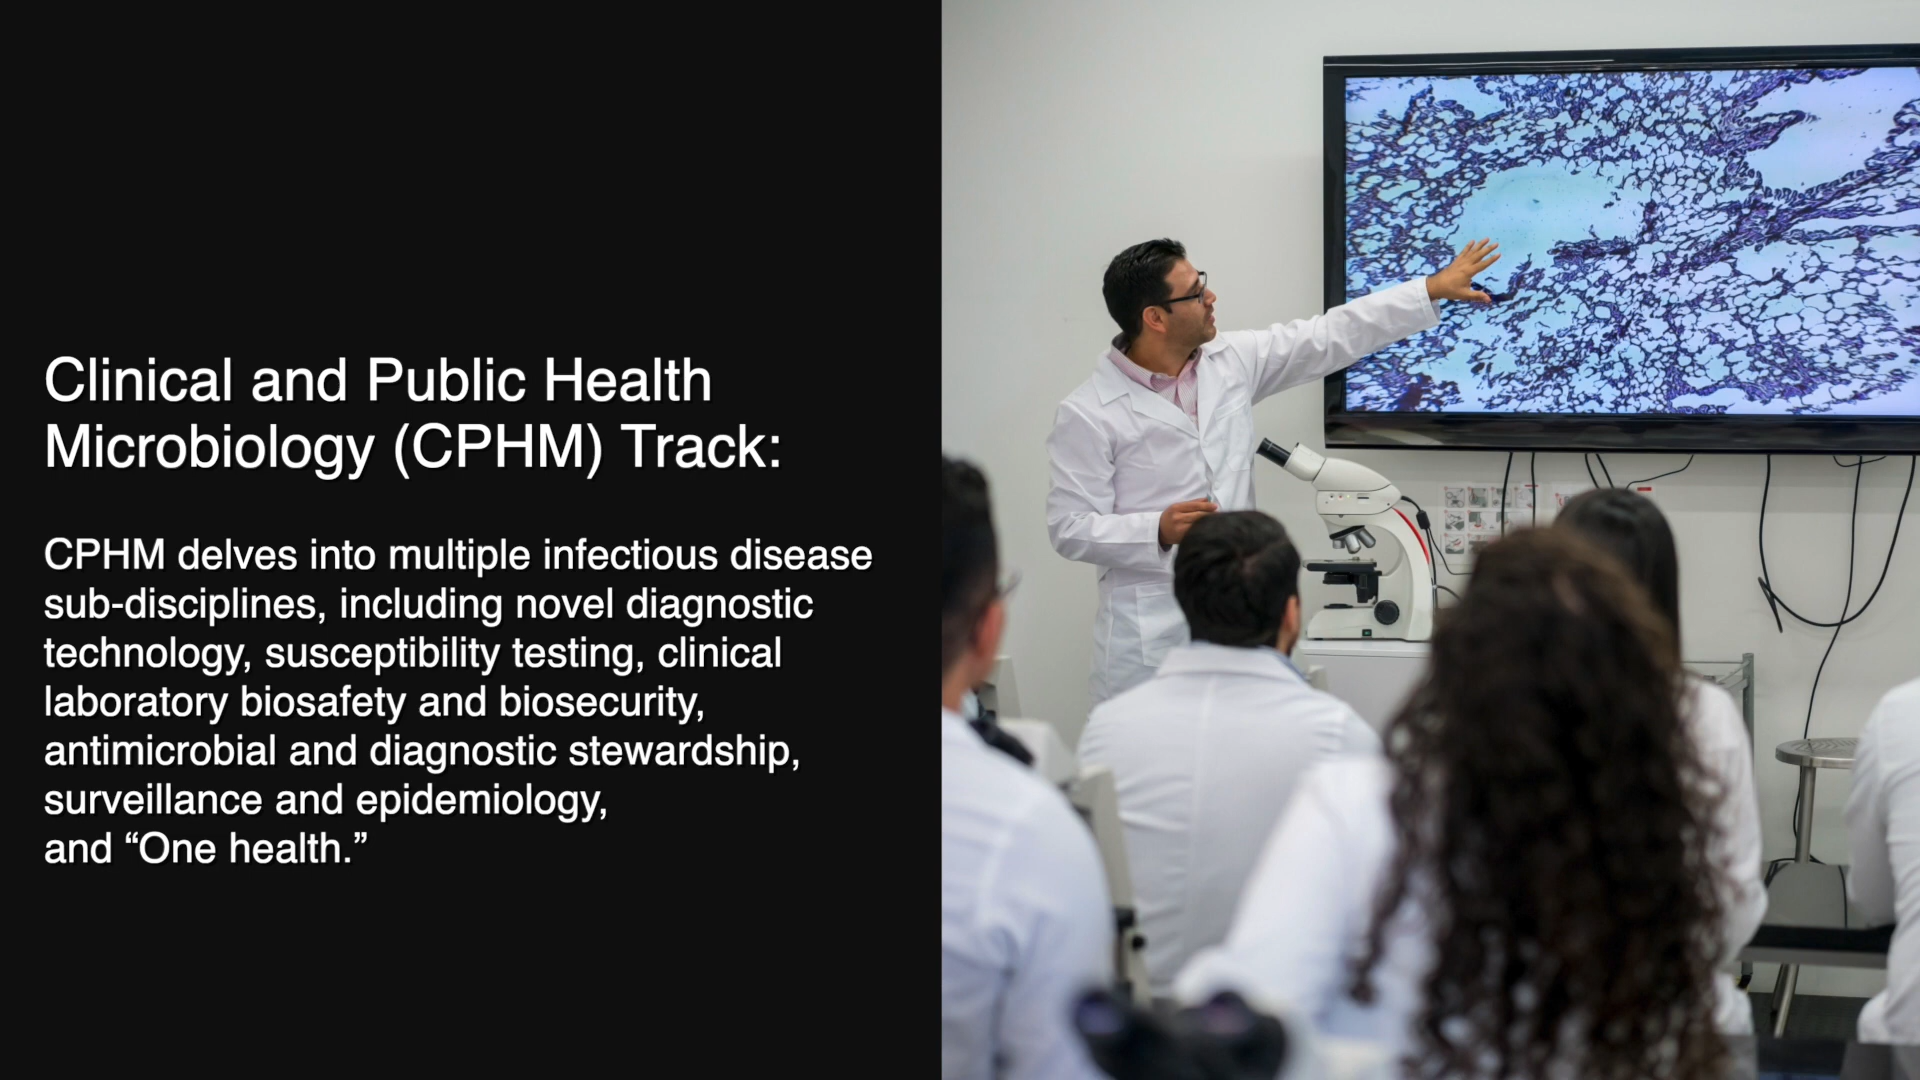 Clinical and Public Health
Microbiology (CPHM) Track:
CPHM delves into multiple infectious disease
sub-disciplines, including novel diagnostic
technology, susceptibility testing, clinical
laboratory biosafety and biosecurity,
antimicrobial and diagnostic stewardship,
surveillance and epidemiology,
and “One health.”